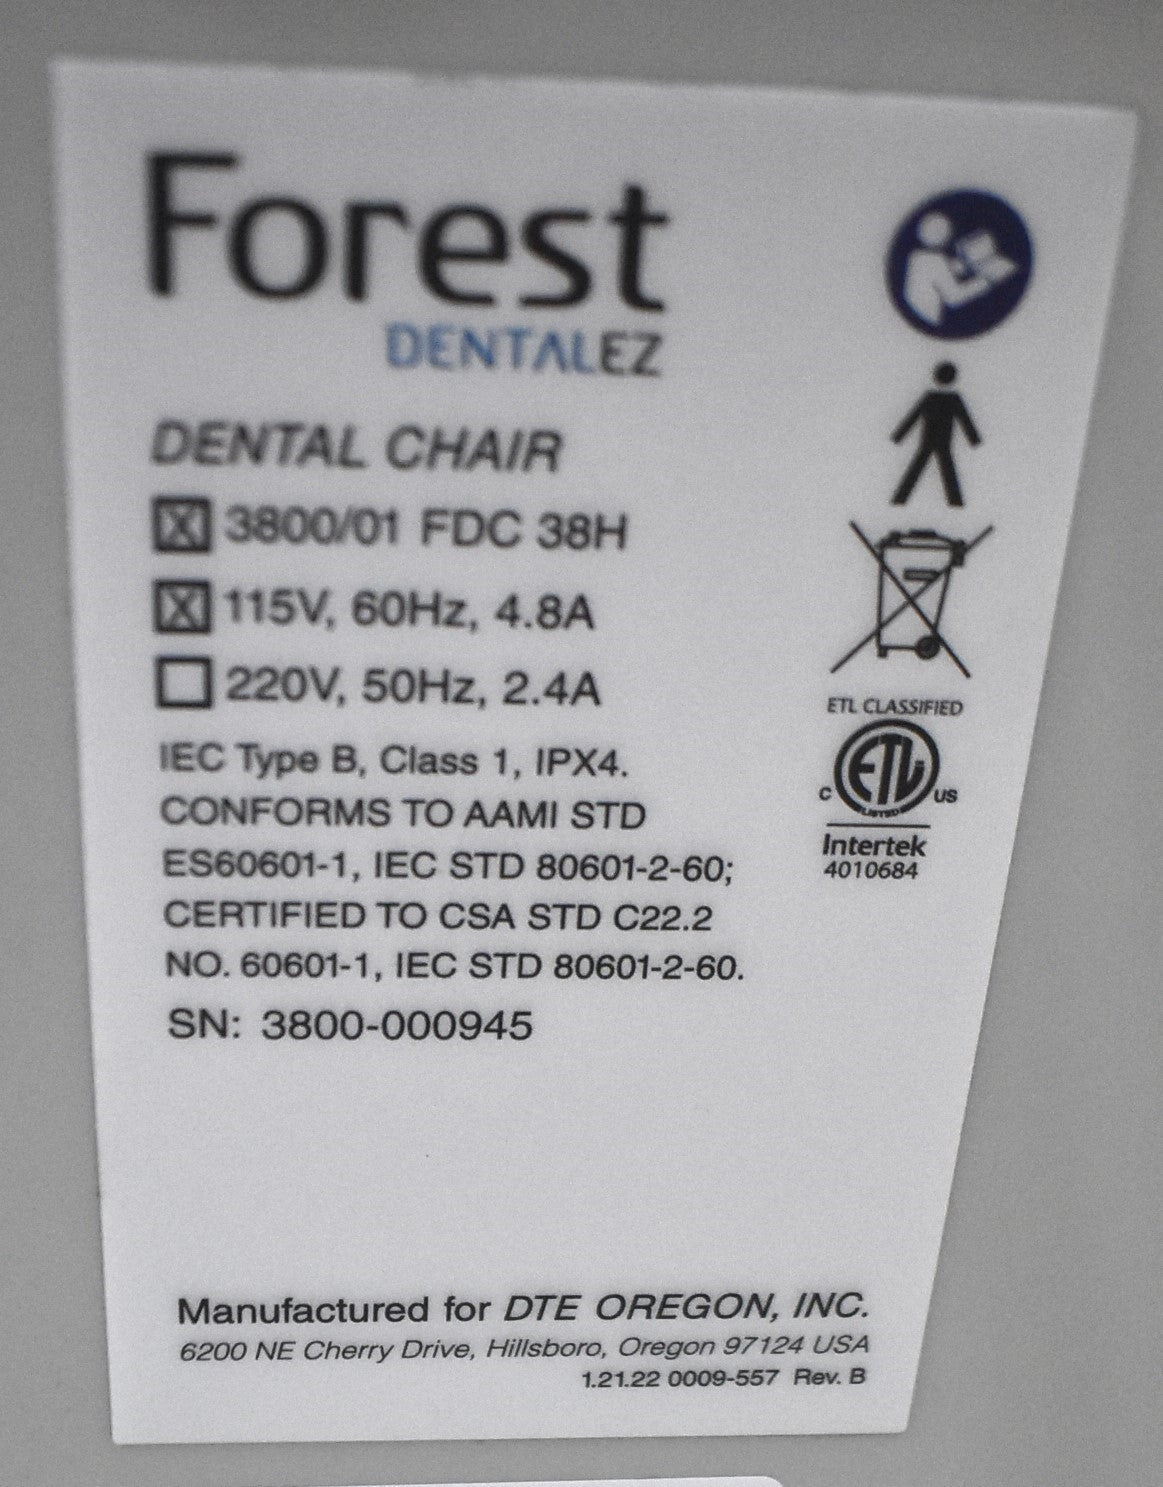 Forest
DENTALEZ
DENTAL CHAIR
X 3800/01 FDC 38H
X 115V, 60Hz, 4.8A
220V, 50Hz, 2.4A
IEC Type B, Class 1, IPX4.
CONFORMS TO AAMI STD
ES60601-1, IEC STD 80601-2-60;
CERTIFIED TO CSA STD C22.2
NO. 60601-1, IEC STD 80601-2-60.
SN: 3800-000945
ETL CLASSIFIED
ETL
LISTED
C US
Intertek
4010684
Manufactured for DTE OREGON, INC.
6200 NE Cherry Drive, Hillsboro, Oregon 97124 USA
1.21.22 0009-557 Rev. B